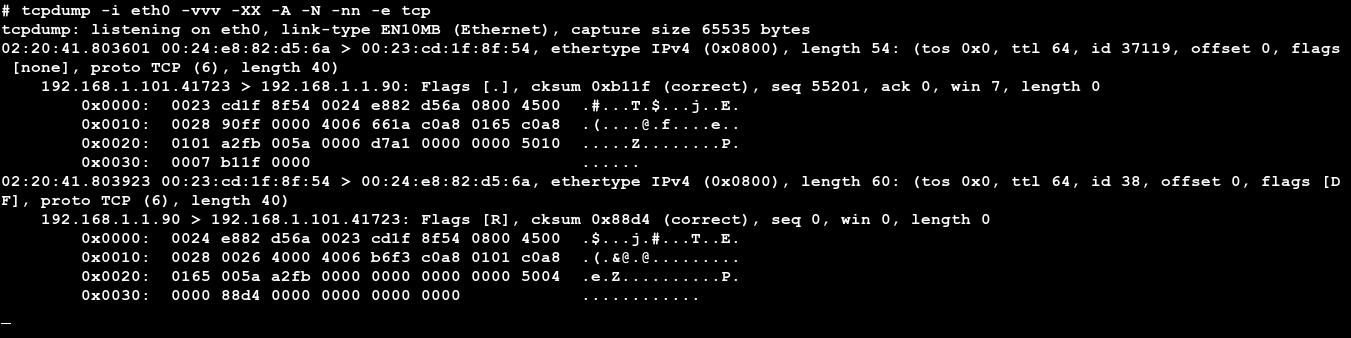 # tcpdump -i eth0 -vvv -XX -A -N -nn -e tcp
tcpdump: listening on eth0, link-type EN10MB (Ethernet), capture size 65535 bytes
02:20:41.803601 00:24:e8:82:d5:6a > 00:23:cd:1f:8f:54, ethertype IPv4 (0x0800), length 54: (tos 0x0, ttl 64, id 37119, offset 0, flags
[none], proto TCP (6), length 40)
192.168.1.101.41723 > 192.168.1.1.90: Flags [.], cksum 0xb11f (correct), seq 55201, ack 0, win 7, length 0
0x0000:  0023 cd1f 8f54 0024 e882 d56a 0800 4500  .#...T.$...j..E.
0x0010:  0028 90ff 0000 4006 661a c0a8 0165 c0a8  .(....@.f....e..
0x0020:  0101 a2fb 005a 0000 d7a1 0000 0000 5010  .....Z........P.
0x0030:  0007 b11f 0000                           ......
02:20:41.803923 00:23:cd:1f:8f:54 > 00:24:e8:82:d5:6a, ethertype IPv4 (0x0800), length 60: (tos 0x0, ttl 64, id 38, offset 0, flags [D
F], proto TCP (6), length 40)
192.168.1.1.90 > 192.168.1.101.41723: Flags [R], cksum 0x88d4 (correct), seq 0, win 0, length 0
0x0000:  0024 e882 d56a 0023 cd1f 8f54 0800 4500  .$...j.#...T..E.
0x0010:  0028 0026 4000 4006 b6f3 c0a8 0101 c0a8  .(.&@.@.........
0x0020:  0165 005a a2fb 0000 0000 0000 0000 5004  .e.Z..........P.
0x0030:  0000 88d4 0000 0000 0000 0000            ............
_